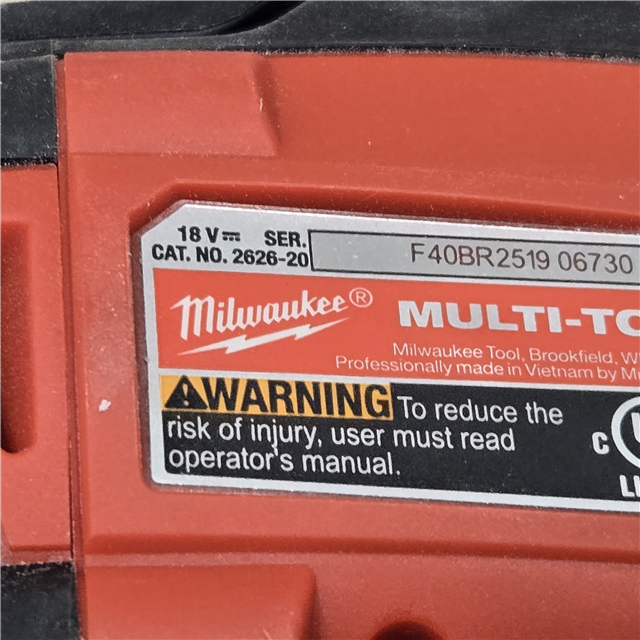 18 V⎓ SER. F40BR2519 06730
CAT. NO. 2626-20
Milwaukee®
Milwaukee Tool, Brookfield,
Professionally made in Vietnam by
WARNING To reduce the
risk of injury, user must read
operator's manual.
C